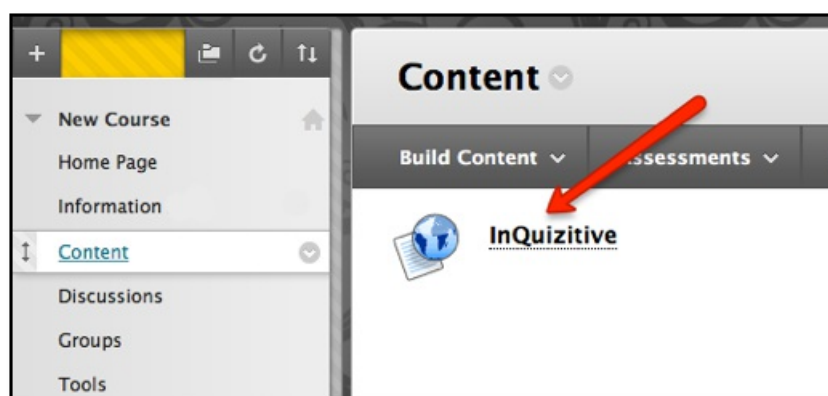 New Course
Home Page
Information
Content
Discussions
Groups
Tools
Content
Build Content
InQuizitive